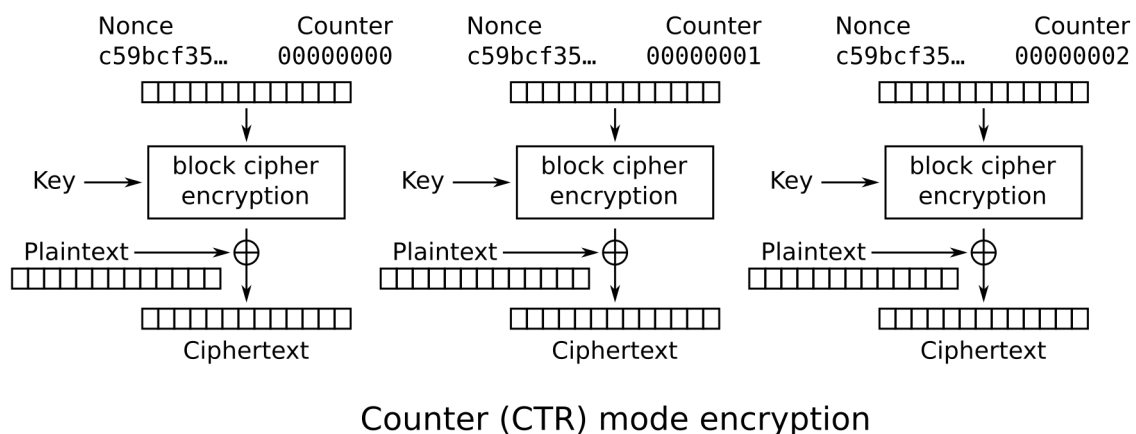 Nonce Counter Nonce Counter Nonce Counter
c59bcf35… 00000000 c59bcf35… 00000001 c59bcf35… 00000002
block cipher block cipher block cipher
Key Key Key
encryption encryption encryption
Plaintext Plaintext Plaintext
Ciphertext Ciphertext Ciphertext
Counter (CTR) mode encryption